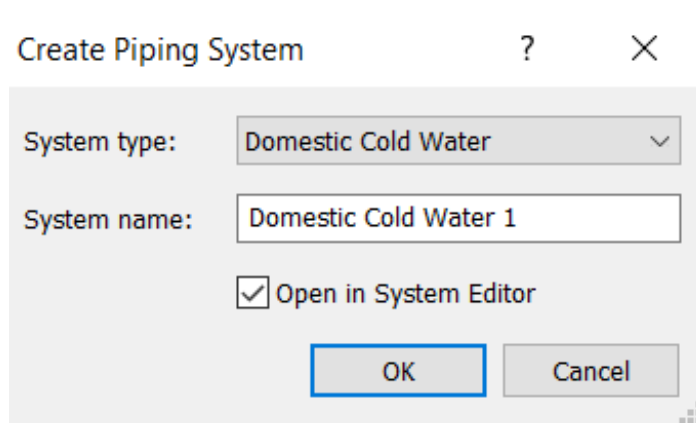 Create Piping System ?
System type: Domestic Cold Water
System name: Domestic Cold Water 1
Open in System Editor
OK Cancel